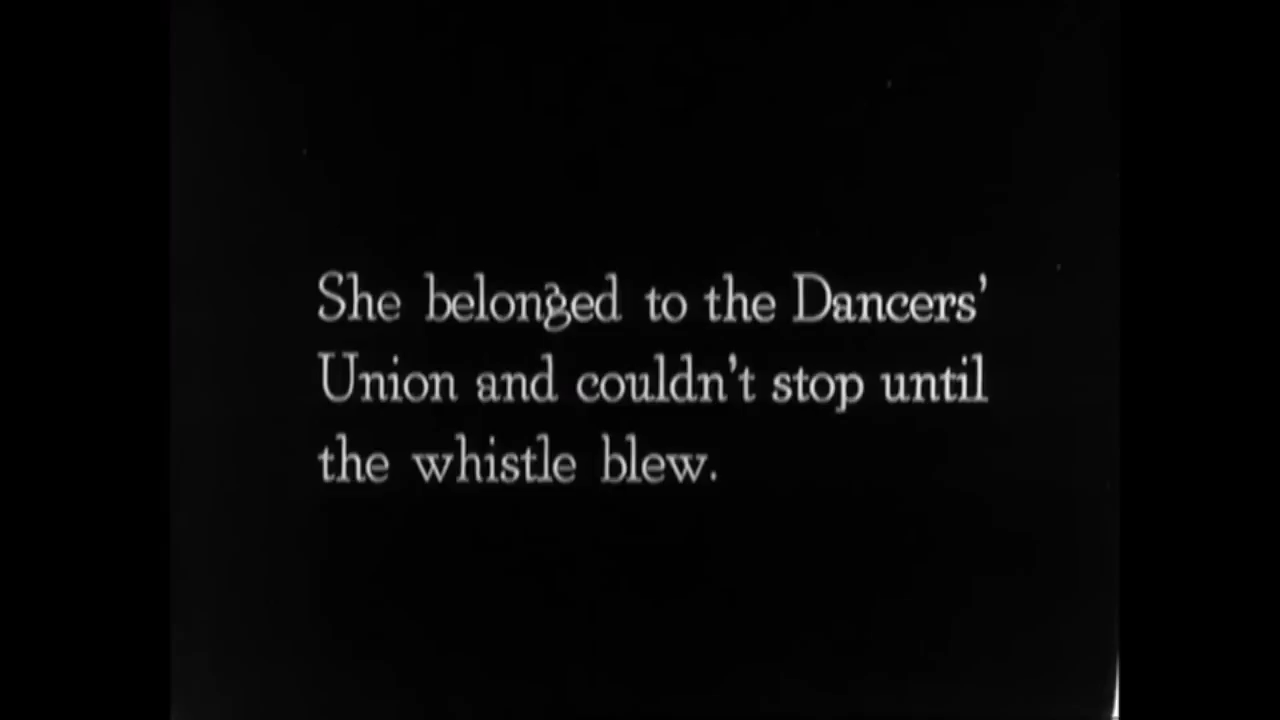 She belonged to the Dancers’
Union and couldn’t stop until
the whistle blew.